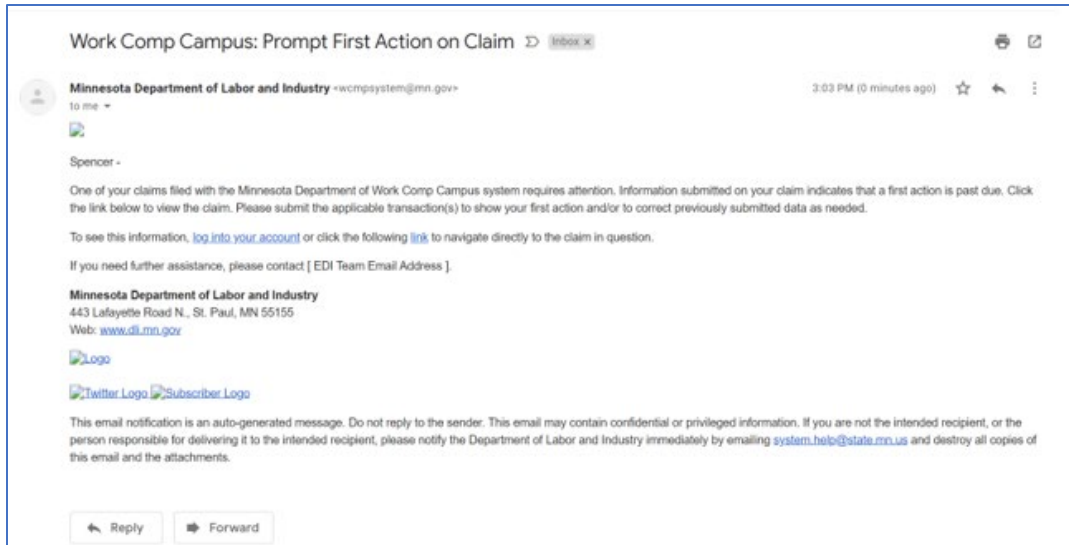 Work Comp Campus: Prompt First Action on Claim Inbox x
Minnesota Department of Labor and Industry <wcmpsystem@mn.gov> 3:03 PM (0 minutes ago)
to me
Spencer -
One of your claims filed with the Minnesota Department of Work Comp Campus system requires attention. Information submitted on your claim indicates that a first action is past due. Click
the link below to view the claim. Please submit the applicable transaction(s) to show your first action and/or to correct previously submitted data as needed.
To see this information, log into your account or click the following link to navigate directly to the claim in question.
If you need further assistance, please contact [ EDI Team Email Address ].
Minnesota Department of Labor and Industry
443 Lafayette Road N., St. Paul, MN 55155
Web: www.dli.mn.gov
Logo
Twitter Logo Subscriber Logo
This email notification is an auto-generated message. Do not reply to the sender. This email may contain confidential or privileged information. If you are not the intended recipient, or the
person responsible for delivering it to the intended recipient, please notify the Department of Labor and Industry immediately by emailing system.help@state.mn.us and destroy all copies of
this email and the attachments.
Reply Forward